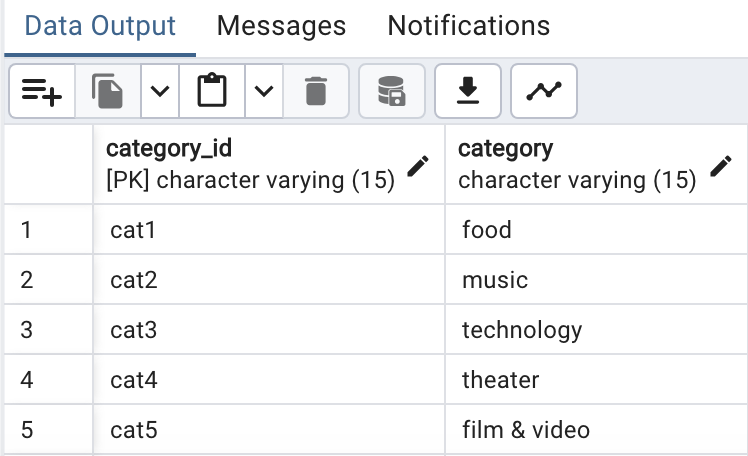 Data Output Messages Notifications
category_id category
[PK] character varying (15) character varying (15)
1 cat1 food
2 cat2 music
3 cat3 technology
4 cat4 theater
5 cat5 film & video